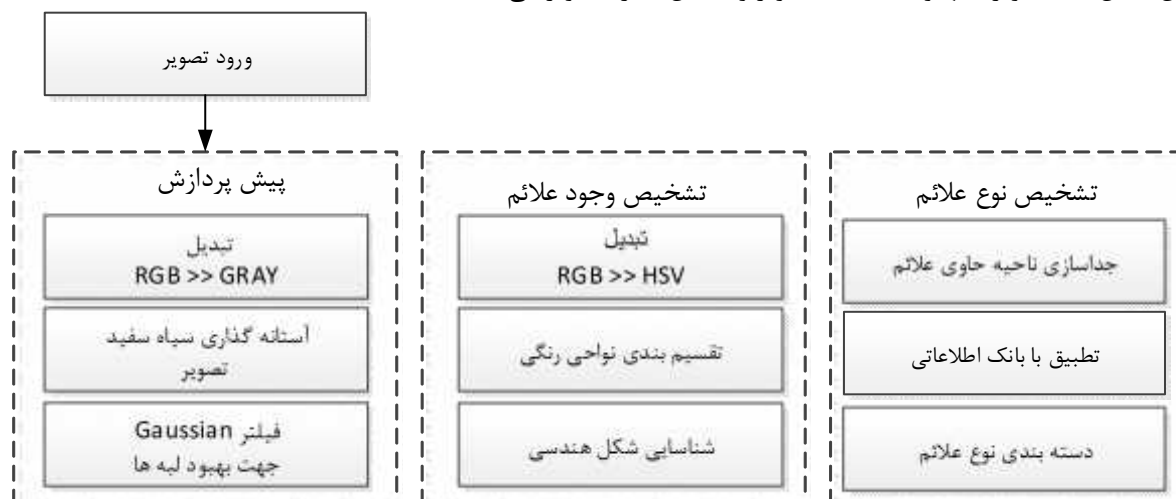 ورود تصویر
پیش پردازش
تبدیل
RGB >> GRAY
آستانه گذاری سیاه سفید
تصویر
فیلتر Gaussian
جهت بهبود لبه ها
تشخیص وجود علائم
تبدیل
RGB >> HSV
تقسیم بندی نواحی رنگی
شناسایی شکل هندسی
تشخیص نوع علائم
جداسازی ناحیه حاوی علائم
تطبیق با بانک اطلاعاتی
دسته بندی نوع علائم